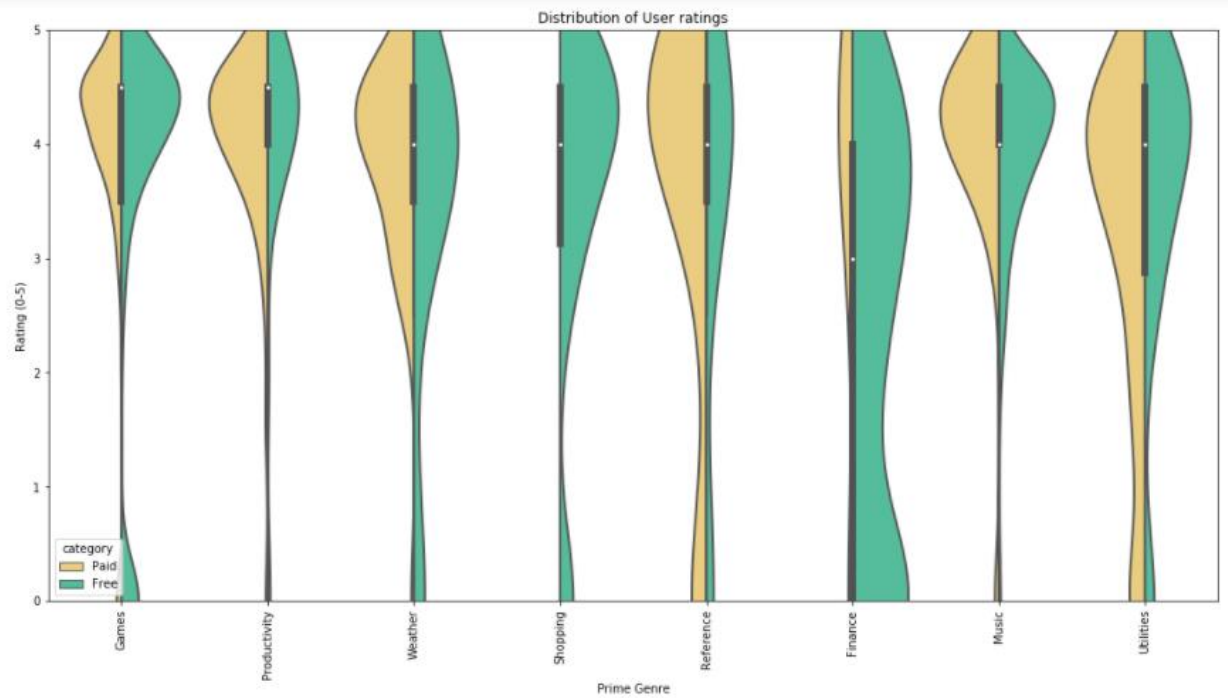 Distribution of User ratings
Rating (0-5)
5
4
3
2
1
0
category
Paid
Free
Games
Productivity
Weather
Shopping
Reference
Finance
Music
Utilities
Prime Genre